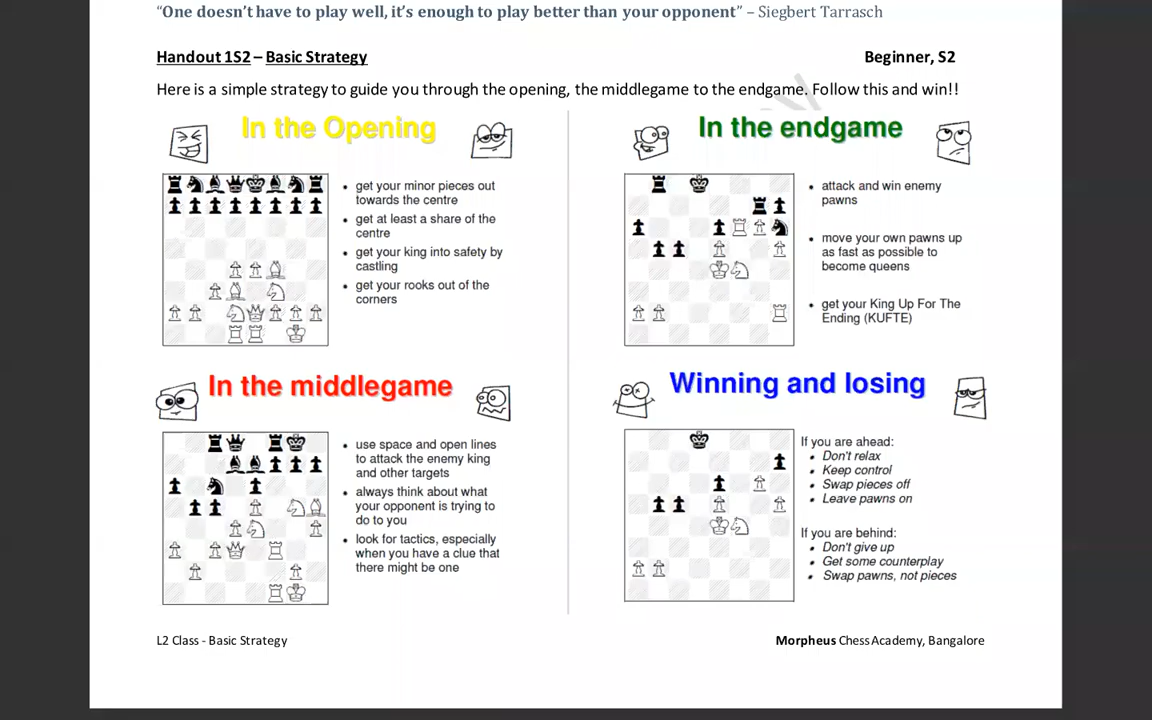 “One doesn’t have to play well, it’s enough to play better than your opponent” – Siegbert Tarrasch
Handout 1S2 – Basic Strategy
Beginner, S2
Here is a simple strategy to guide you through the opening, the middlegame to the endgame. Follow this and win!!
In the Opening
• get your minor pieces out
towards the centre
• get at least a share of the
centre
• get your king into safety by
castling
• get your rooks out of the
corners
In the endgame
• attack and win enemy
pawns
• move your own pawns up
as fast as possible to
become queens
• get your King Up For The
Ending (KUFTE)
In the middlegame
• use space and open lines
to attack the enemy king
and other targets
• always think about what
your opponent is trying to
do to you
• look for tactics, especially
when you have a clue that
there might be one
Winning and losing
If you are ahead:
• Don't relax
• Keep control
• Swap pieces off
• Leave pawns on
If you are behind:
• Don't give up
• Get some counterplay
• Swap pawns, not pieces
L2 Class - Basic Strategy
Morpheus Chess Academy, Bangalore